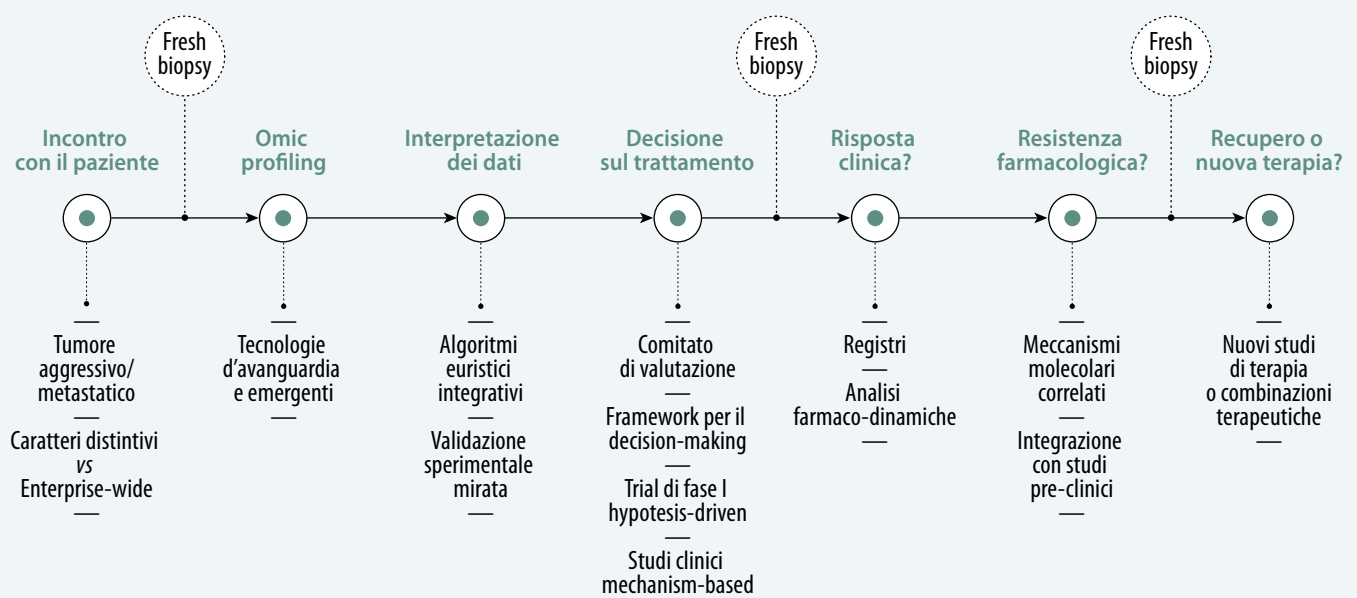 Fresh
biopsy
Fresh
biopsy
Fresh
biopsy
Incontro
con il paziente
Omic
profiling
Interpretazione
dei dati
Decisione
sul trattamento
Risposta
clinica?
Resistenza
farmacologica?
Recupero o
nuova terapia?
Tumore
aggressivo/
metastatico
Caratteri distintivi
vs
Enterprise-wide
Tecnologie
d’avanguardia
e emergenti
Algoritmi
euristici
integrativi
Validazione
sperimentale
mirata
Comitato
di valutazione
Framework per il
decision-making
Trial di fase I
hypotesis-driven
Studi clinici
mechanism-based
Registri
Analisi
farmaco-dinamiche
Meccanismi
molecolari
correlati
Integrazione
con studi
pre-clinici
Nuovi studi
di terapia
o combinazioni
terapeutiche